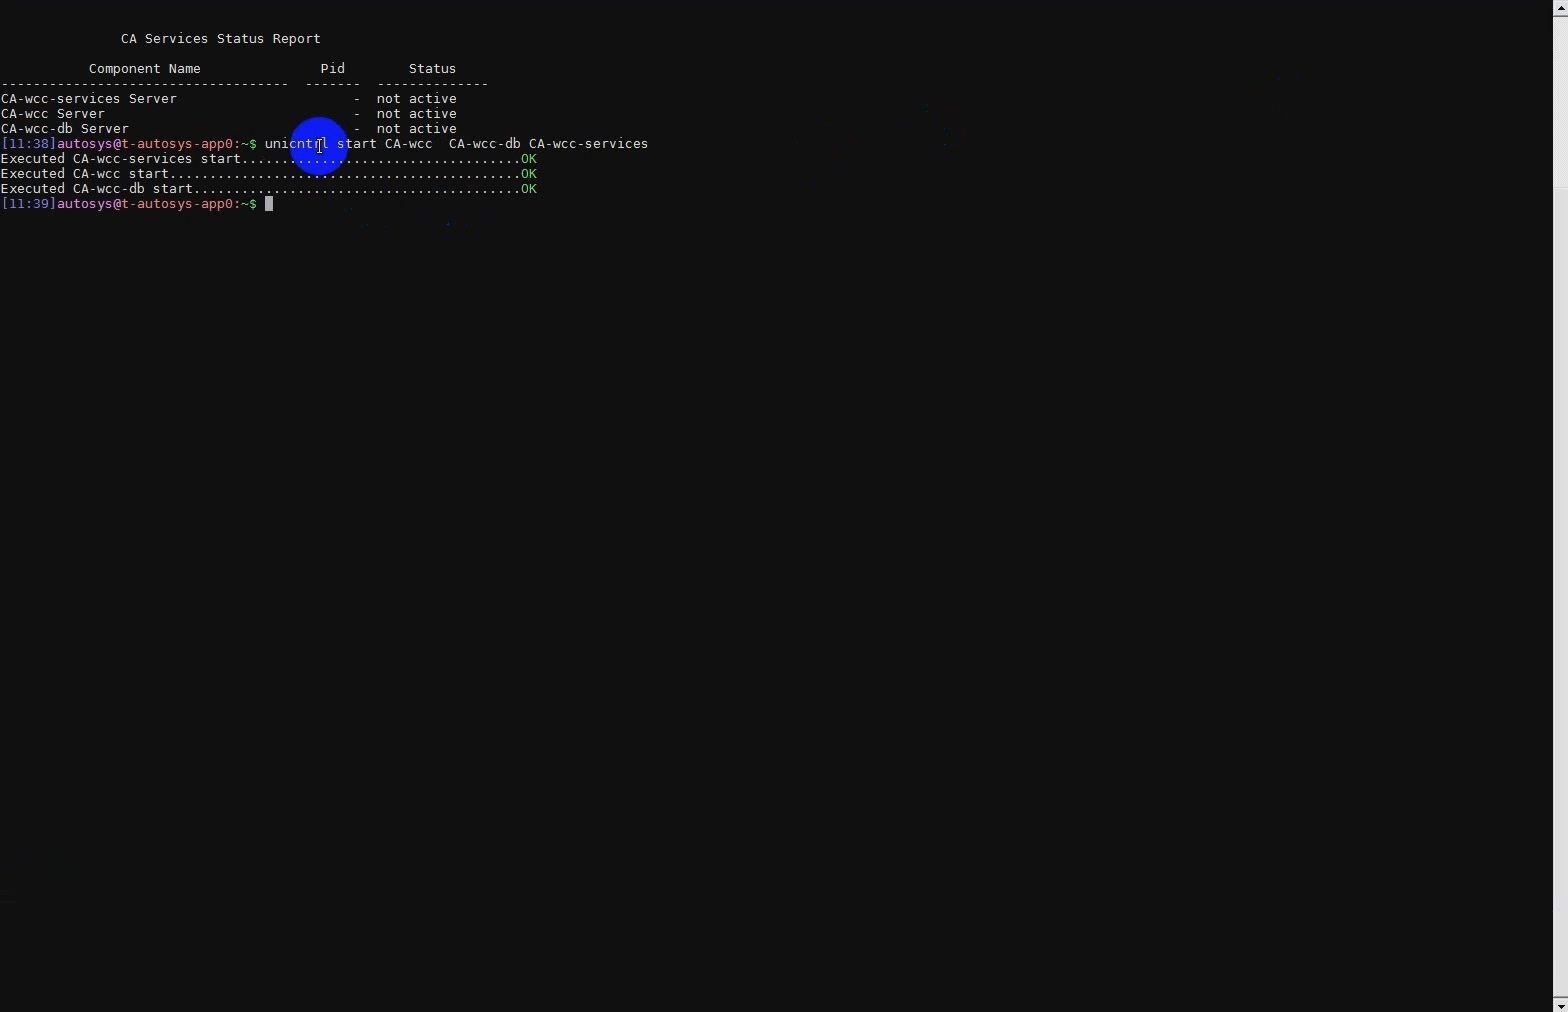 CA Services Status Report
Component Name Pid Status
----------------------------------- ------- --------------
CA-wcc-services Server - not active
CA-wcc Server - not active
CA-wcc-db Server - not active
[11:38]autosys@t-autosys-app0:~$ unicntrl start CA-wcc  CA-wcc-db CA-wcc-services
Executed CA-wcc-services start...................................OK
Executed CA-wcc start............................................OK
Executed CA-wcc-db start.........................................OK
[11:39]autosys@t-autosys-app0:~$